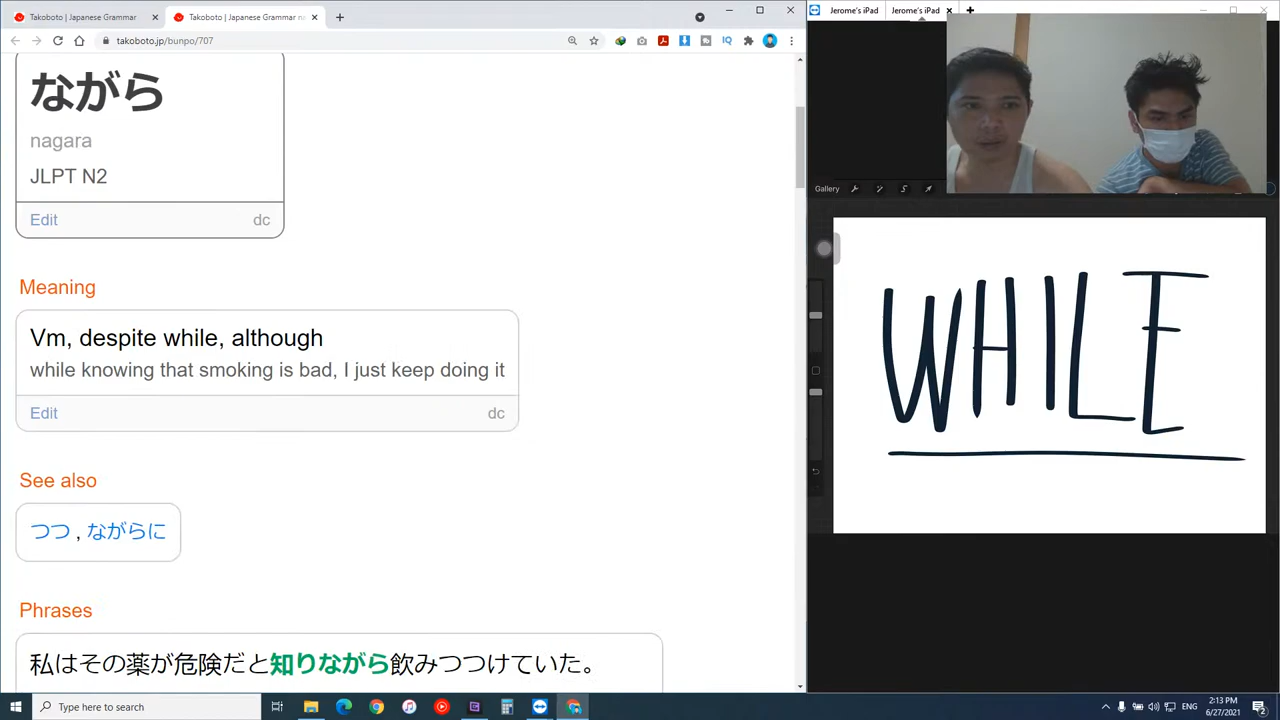 Takoboto | Japanese Grammar
Takoboto | Japanese Grammar na
takoboto.jp/bunpo/707
ながら
nagara
JLPT N2
Edit
dc
Meaning
Vm, despite while, although
while knowing that smoking is bad, I just keep doing it
Edit
dc
See also
つつ , ながらに
Phrases
私はその薬が危険だと知りながら飲みつつけていた。
Jerome's iPad
Jerome's iPad
Gallery
WHILE
Type here to search
ENG
2:13 PM
6/27/2021
2